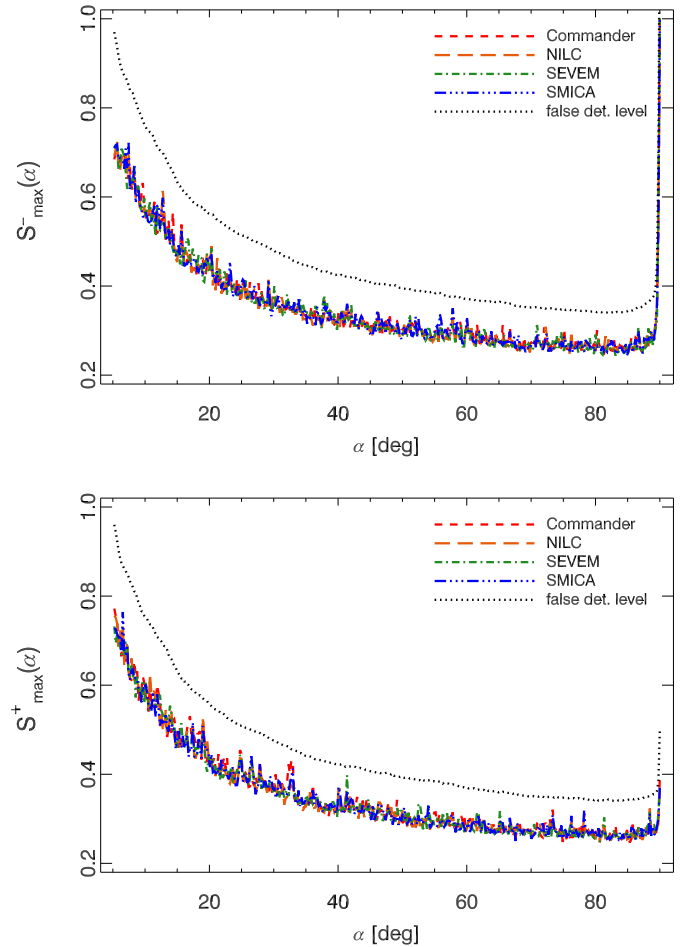 1.0
0.8
0.6
0.4
0.2
S⁻max(α)
Commander
NILC
SEVEM
SMICA
false det. level
20 40 60 80
α [deg]
1.0
0.8
0.6
0.4
0.2
S⁺max(α)
Commander
NILC
SEVEM
SMICA
false det. level
20 40 60 80
α [deg]